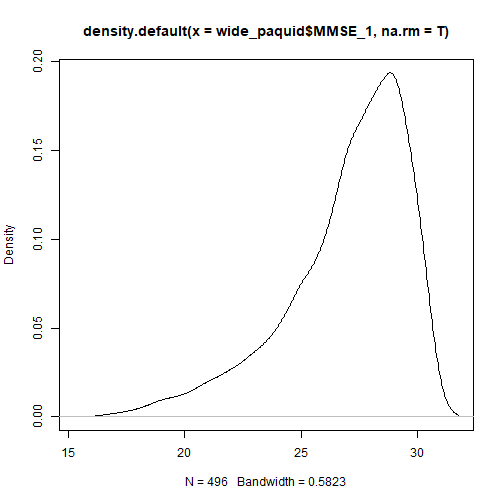 density.default(x = wide_paquid$MMSE_1, na.rm = T)
0.20
0.15
0.10
0.05
0.00
Density
15 20 25 30
N = 496 Bandwidth = 0.5823